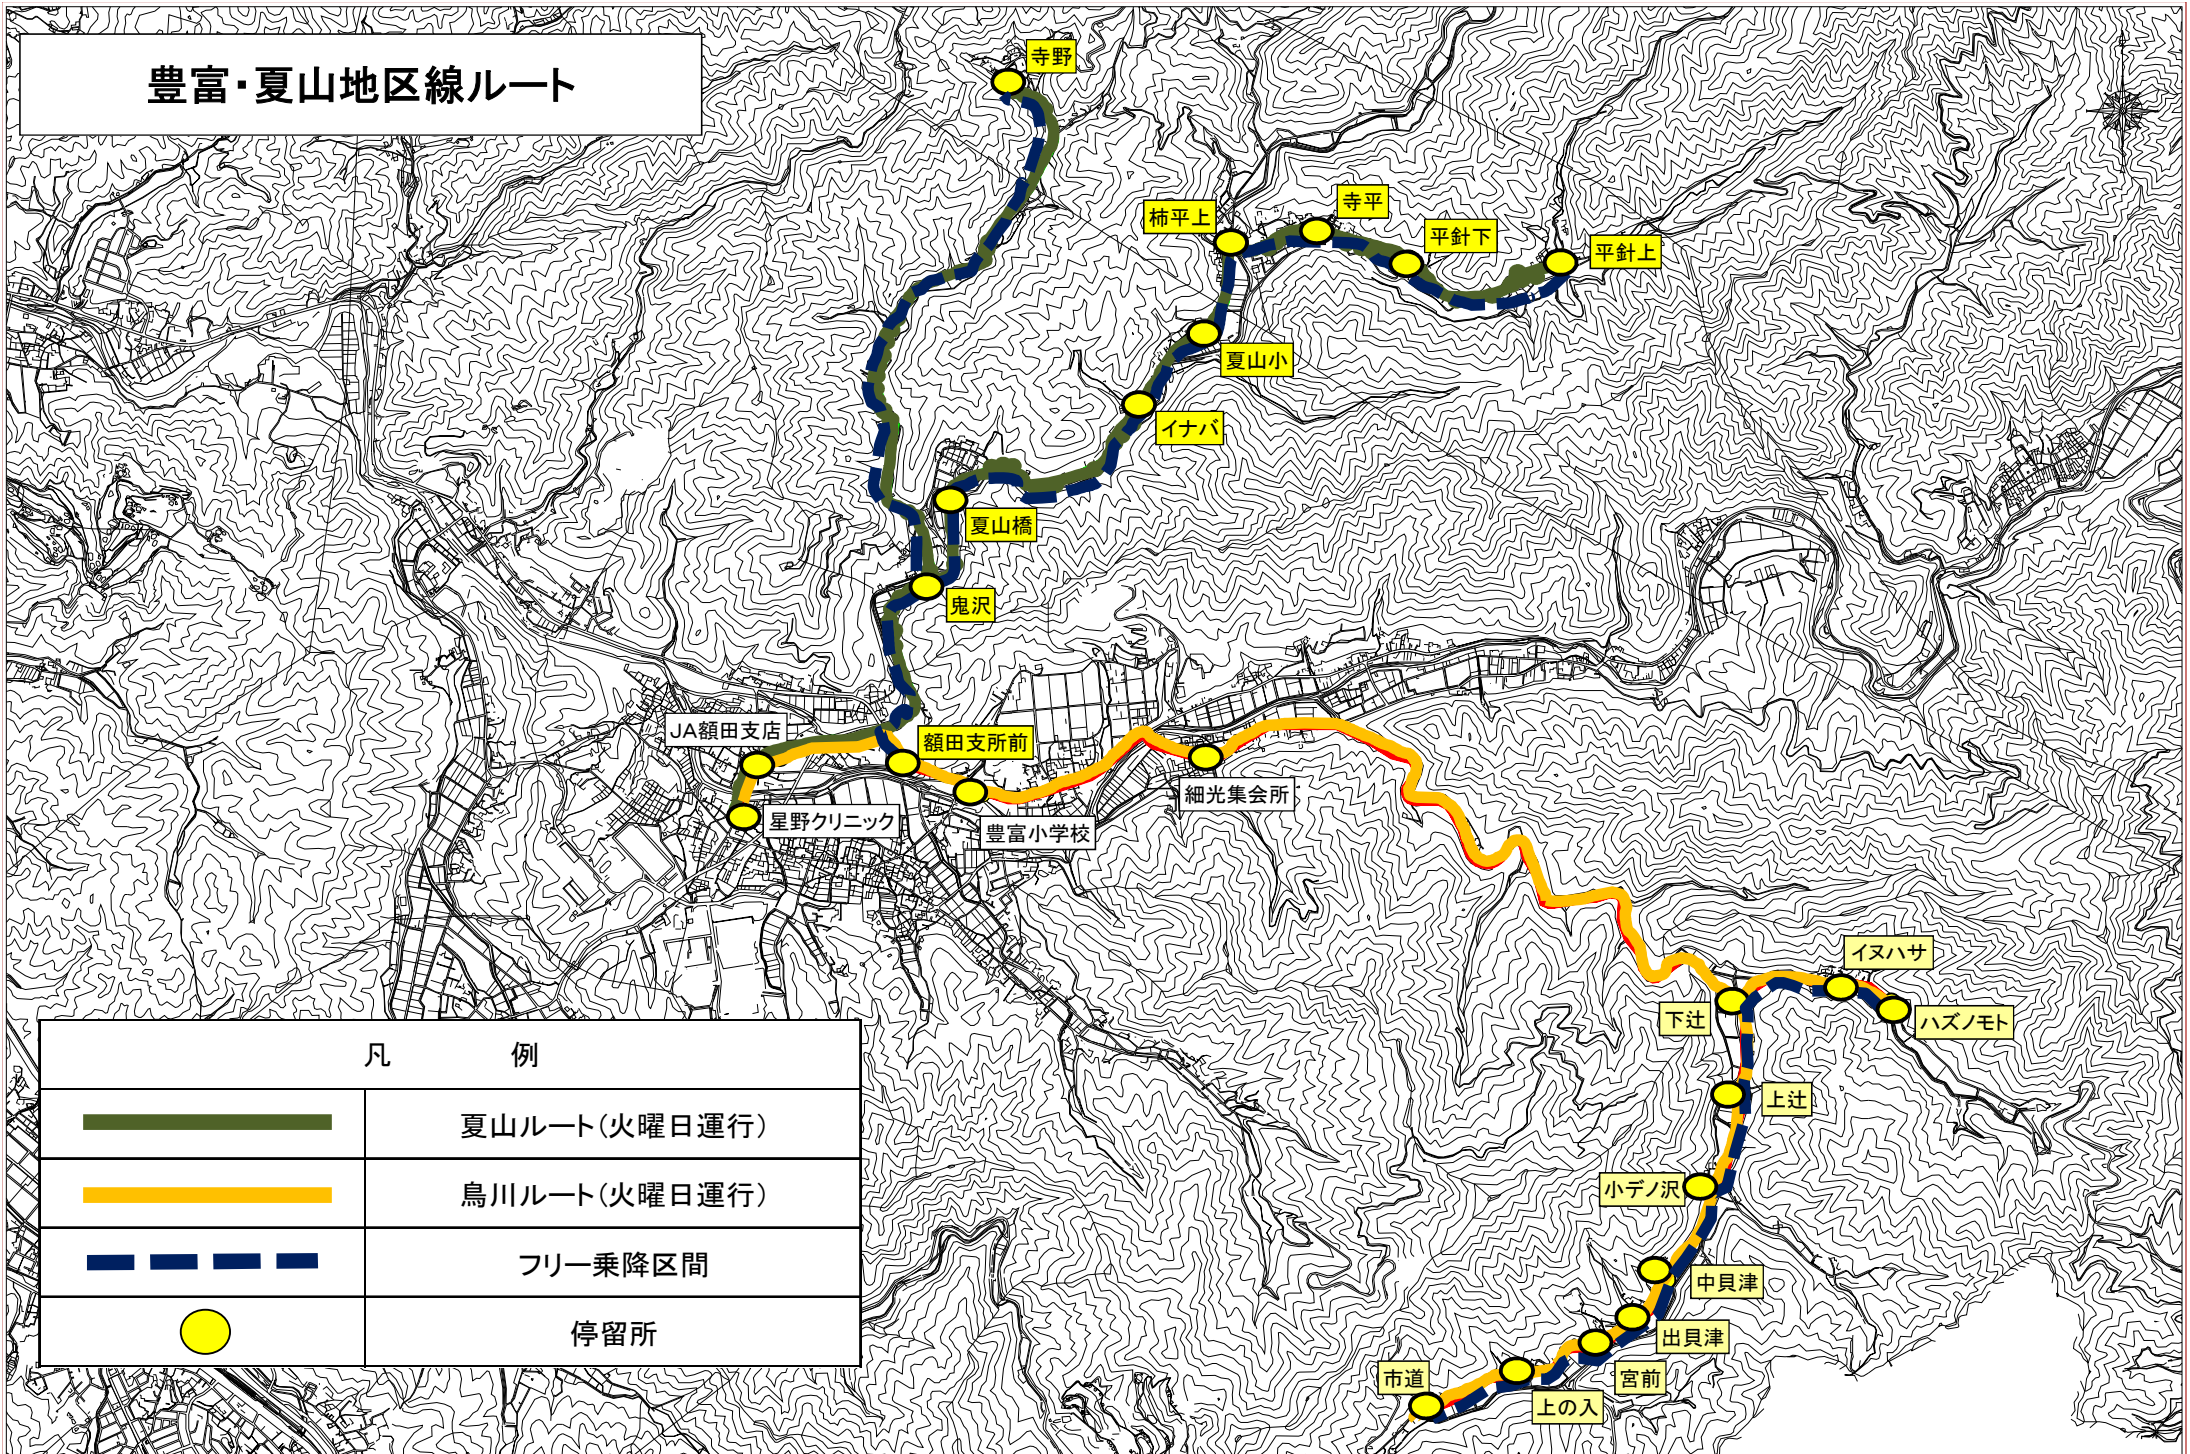 豊富・夏山地区線ルート
寺野
柿平上
寺平
平針下
平針上
夏山小
イナバ
夏山橋
鬼沢
JA額田支店
額田支所前
星野クリニック
豊富小学校
細光集会所
イヌハサ
下辻
ハズノモト
上辻
小デノ沢
中貝津
出貝津
宮前
上の入
市道
凡 例
夏山ルート(火曜日運行)
鳥川ルート(火曜日運行)
フリー乗降区間
停留所